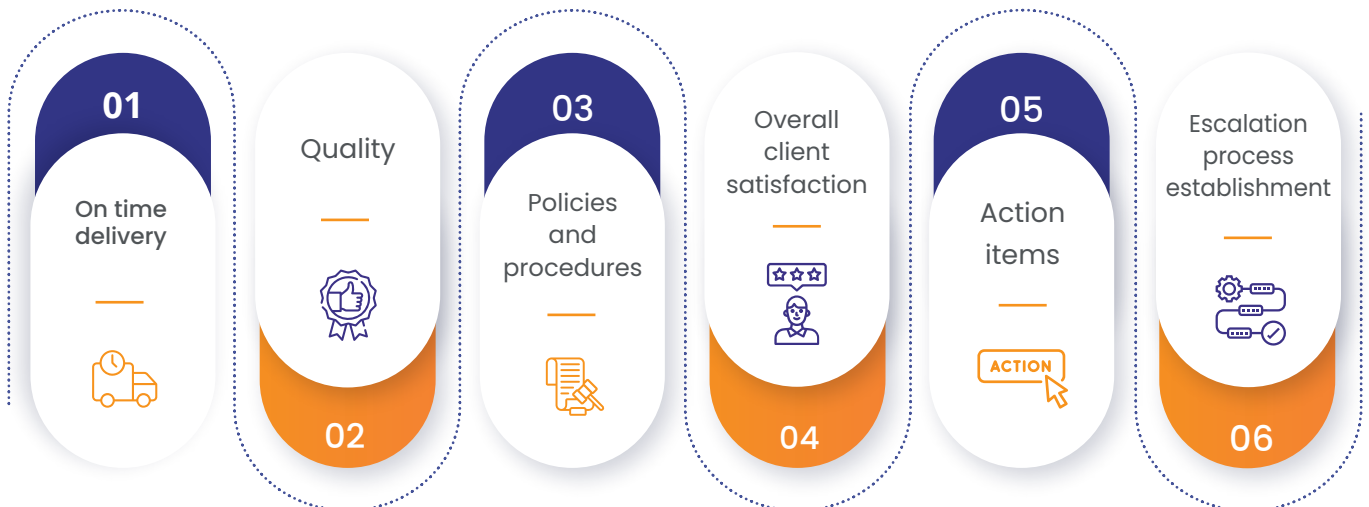 01
On time
delivery
Quality
02
03
Policies
and
procedures
Overall
client
satisfaction
04
05
Action
items
ACTION
Escalation
process
establishment
06